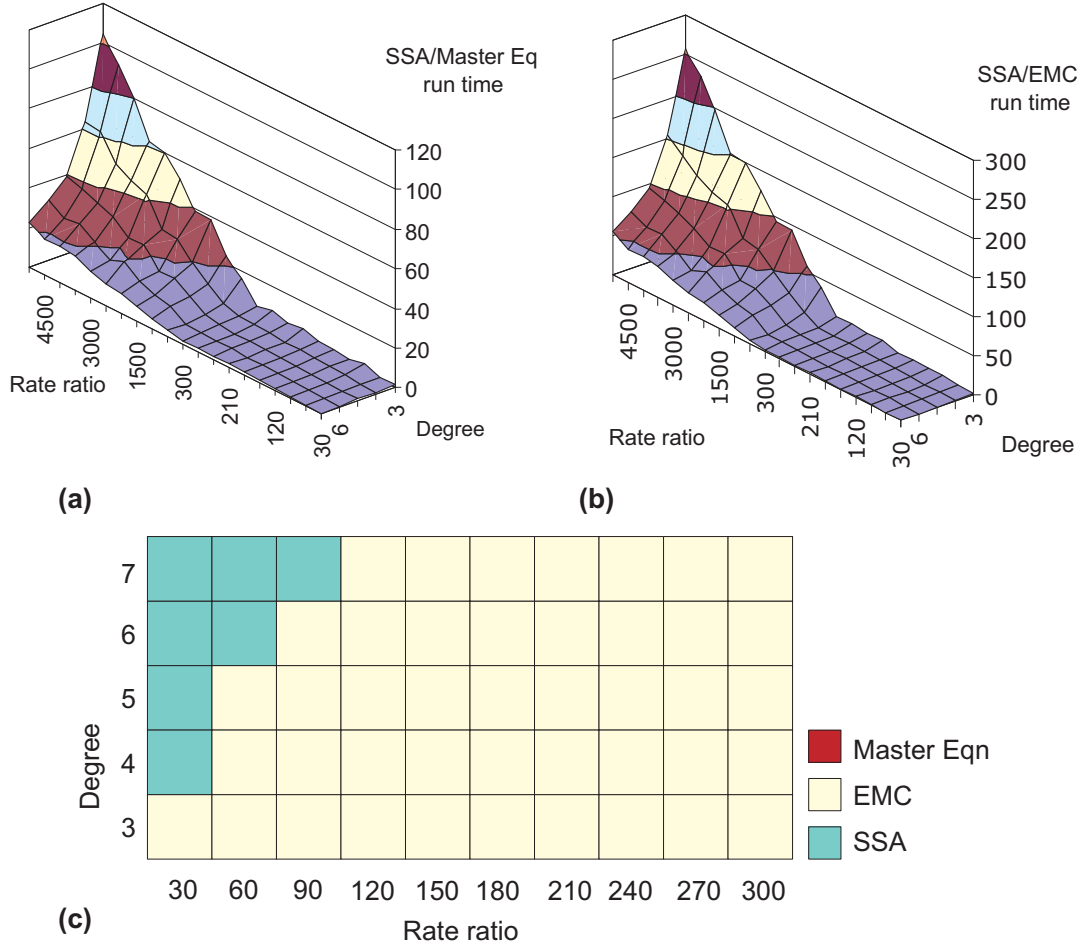 SSA/Master Eq
run time
120
100
80
60
40
20
0
4500
3000
1500
300
210
120
30
6
3
Rate ratio
Degree
(a)
SSA/EMC
run time
300
250
200
150
100
50
0
4500
3000
1500
300
210
120
30
6
3
Rate ratio
Degree
(b)
7
6
5
4
3
Degree
30 60 90 120 150 180 210 240 270 300
Rate ratio
Master Eqn
EMC
SSA
(c)